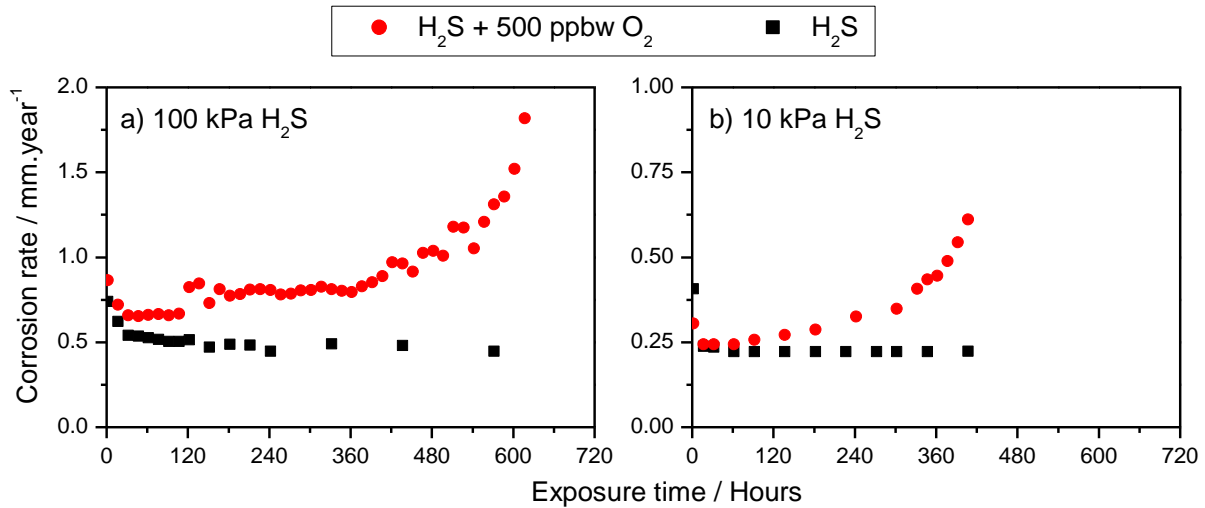 H₂S + 500 ppbw O₂ H₂S
a) 100 kPa H₂S
b) 10 kPa H₂S
Corrosion rate / mm.year⁻¹
2.0
1.5
1.0
0.5
0.0
0 120 240 360 480 600 720
1.00
0.75
0.50
0.25
0.00
0 120 240 360 480 600 720
Exposure time / Hours